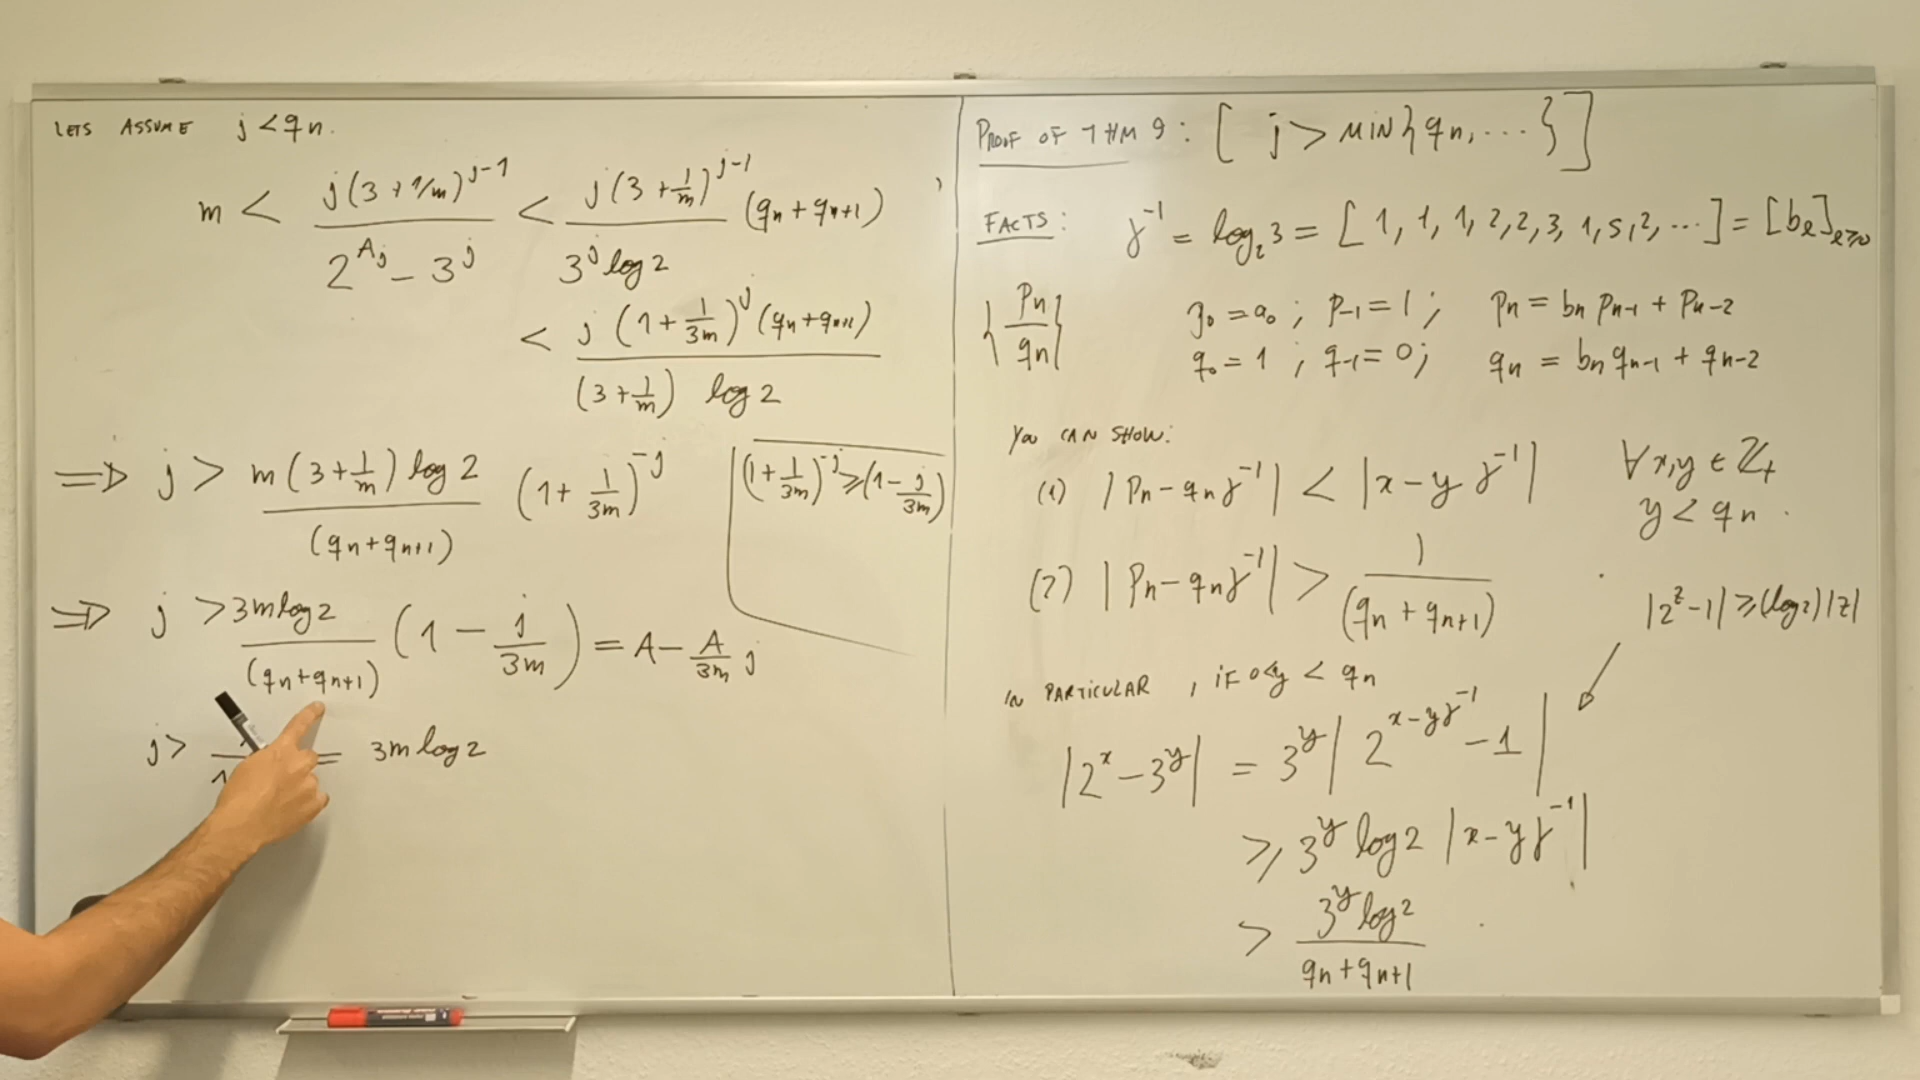 LETS ASSUME j < qn.
m < j(3 + 1/m)^{j-1} / (2^{Aj} - 3^j) < j(3 + 1/m)^{j-1} / (3^j log 2) (qn + qn+1)
< j(1 + 1/3m)^j (qn + qn+1) / ((3 + 1/m) log 2)
⟹ j > m(3 + 1/m) log 2 / (qn + qn+1) (1 + 1/3m)^{-j}
(1 + 1/3m)^{-j} ⩾ (1 - j/3m)
⟹ j > 3m log 2 / (qn + qn+1) (1 - j/3m) = A - A/3m j
j > = 3m log 2
PROOF OF THM 9 : [ j > MIN{qn, ...} ]
FACTS : γ^{-1} = log_2 3 = [1, 1, 1, 2, 2, 3, 1, 5, 2, ...] = [be]_{e⩾0}
{pn/qn} p0 = a0 ; p-1 = 1 ; pn = bn pn-1 + pn-2
q0 = 1 ; q-1 = 0 ; qn = bn qn-1 + qn-2
YOU CAN SHOW:
(1) |pn - qn γ^{-1}| < |x - y γ^{-1}| ∀ x,y ∈ ℤ+
y < qn .
(2) |pn - qn γ^{-1}| > 1 / (qn + qn+1)
|2^z - 1| ⩾ (log 2)|z|
IN PARTICULAR , IF 0<y < qn
|2^x - 3^y| = 3^y |2^{x-yγ^{-1}} - 1|
⩾ 3^y log 2 |x - y γ^{-1}|
> 3^y log 2 / (qn + qn+1)